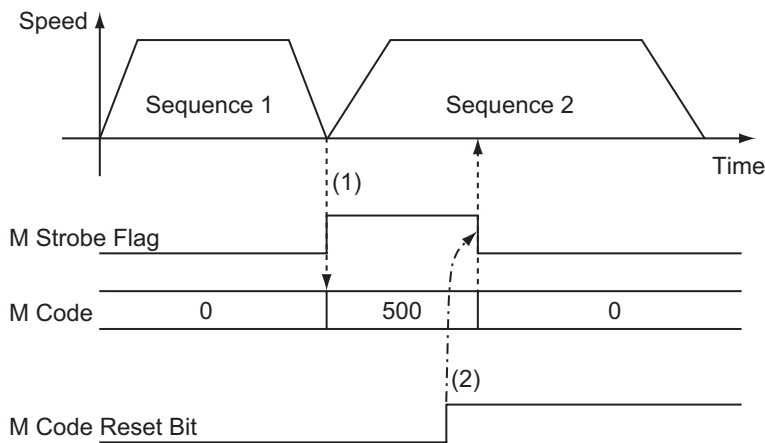 Speed
Sequence 1
Sequence 2
Time
(1)
M Strobe Flag
M Code
0
500
0
(2)
M Code Reset Bit